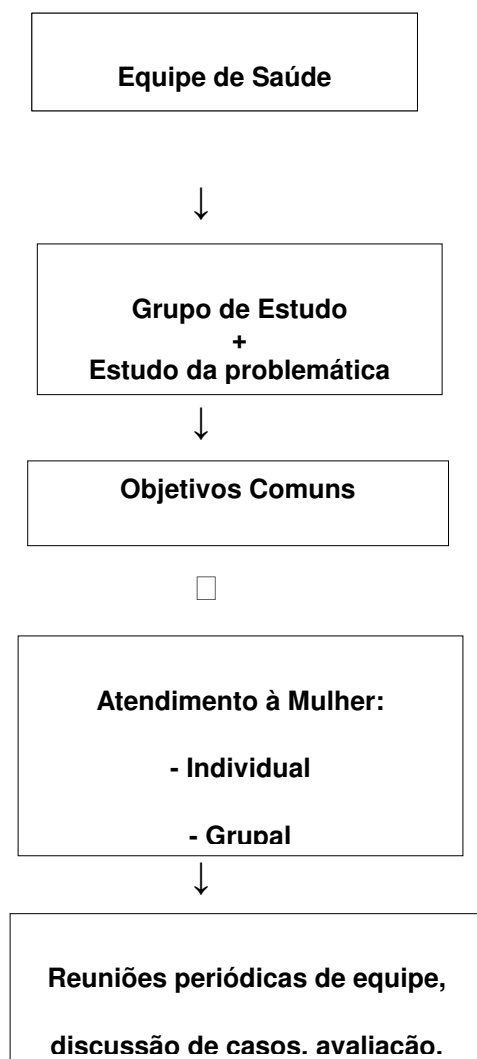 Equipe de Saúde
↓
Grupo de Estudo
+
Estudo da problemática
↓
Objetivos Comuns
□
Atendimento à Mulher:
- Individual
- Grupal
↓
Reuniões periódicas de equipe,
discussão de casos, avaliação.